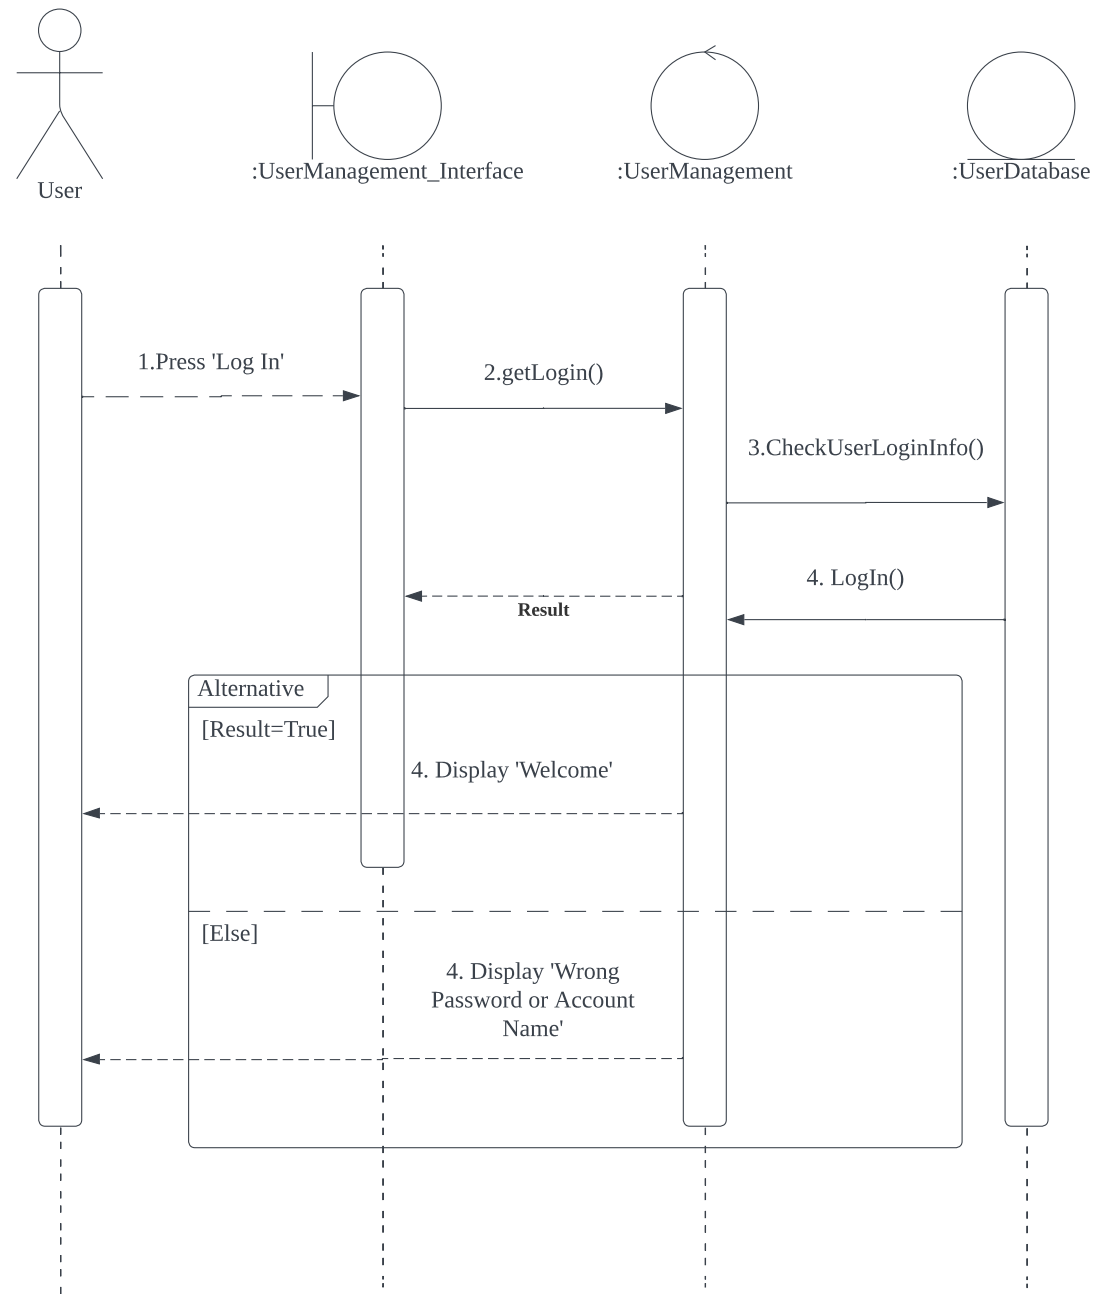 User
:UserManagement_Interface
:UserManagement
:UserDatabase
1.Press 'Log In'
2.getLogin()
3.CheckUserLoginInfo()
4. LogIn()
Result
Alternative
[Result=True]
4. Display 'Welcome'
[Else]
4. Display 'Wrong
Password or Account
Name'